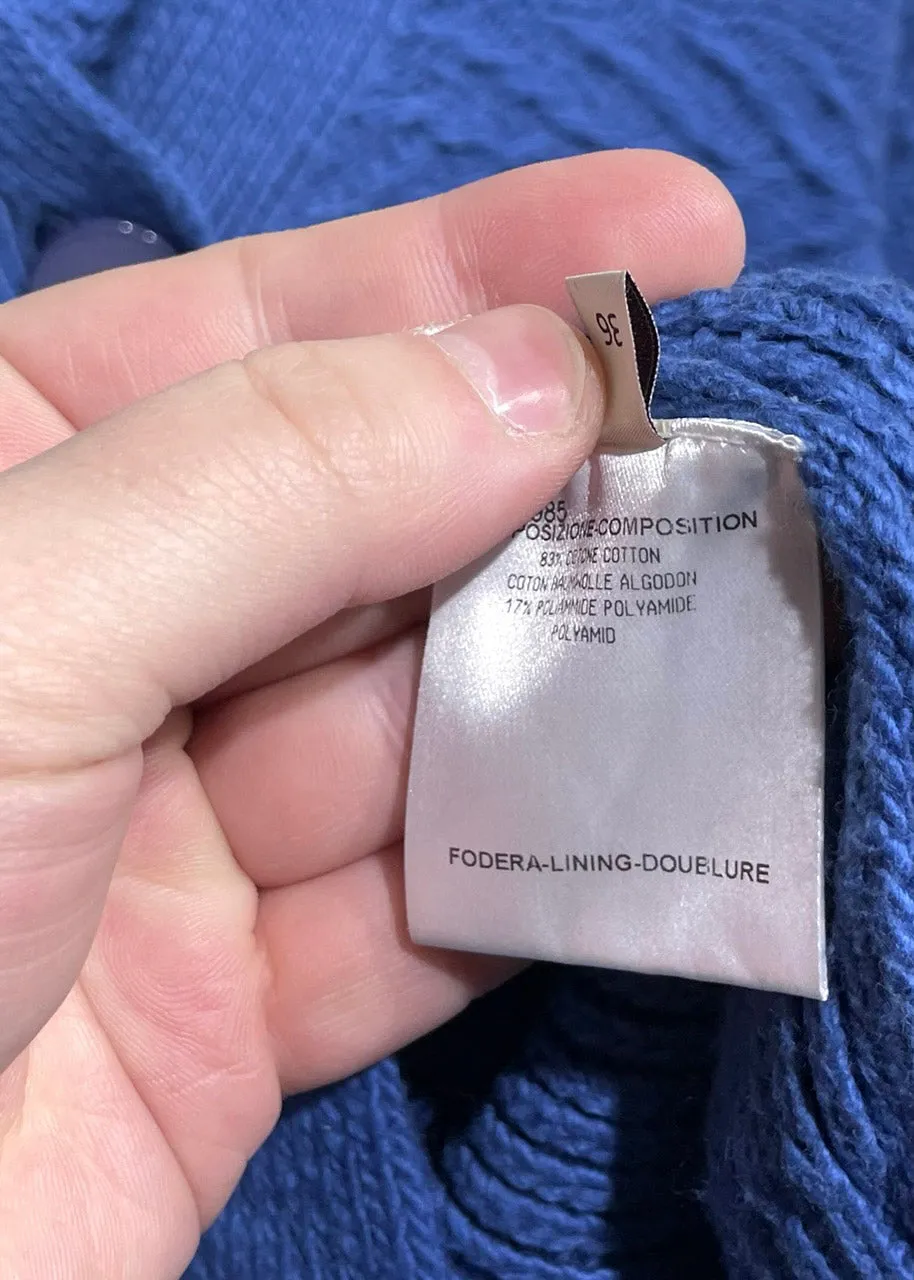 36
985
POSIZIONE-COMPOSITION
83% COTONE COTTON
COTON BAUMWOLLE ALGODON
17% POLIAMMIDE POLYAMIDE
POLYAMID
FODERA-LINING-DOUBLURE